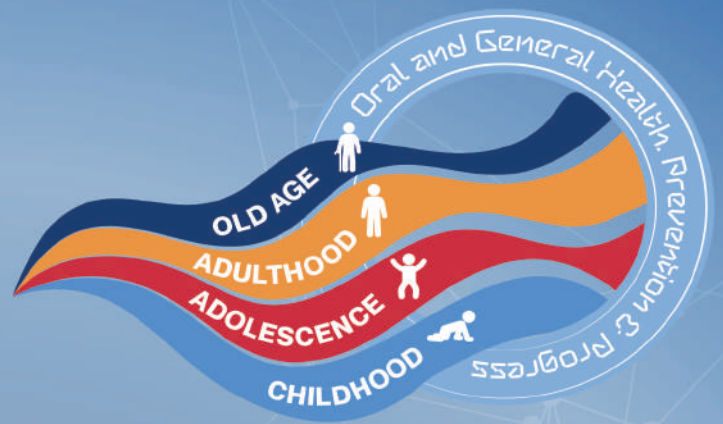 Oral and General Health, Prevention & Progress
OLD AGE
ADULTHOOD
ADOLESCENCE
CHILDHOOD